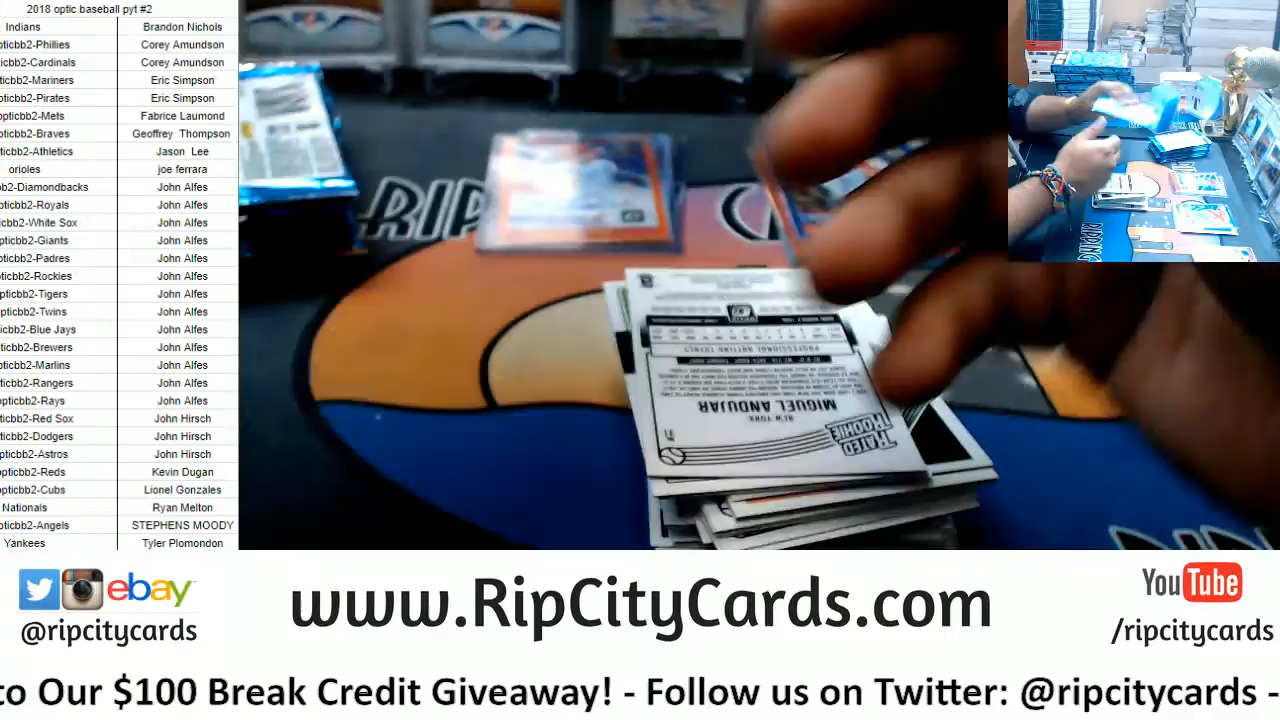 2018 optic baseball pyt #2
Indians Brandon Nichols
pticbb2-Phillies Corey Amundson
pticbb2-Cardinals Corey Amundson
pticbb2-Mariners Eric Simpson
pticbb2-Pirates Eric Simpson
pticbb2-Mets Fabrice Laumond
pticbb2-Braves Geoffrey Thompson
pticbb2-Athletics Jason Lee
orioles joe ferrara
bb2-Diamondbacks John Alfes
pticbb2-Royals John Alfes
icbb2-White Sox John Alfes
pticbb2-Giants John Alfes
pticbb2-Padres John Alfes
pticbb2-Rockies John Alfes
pticbb2-Tigers John Alfes
pticbb2-Twins John Alfes
pticbb2-Blue Jays John Alfes
pticbb2-Brewers John Alfes
pticbb2-Marlins John Alfes
pticbb2-Rangers John Alfes
pticbb2-Rays John Alfes
pticbb2-Red Sox John Hirsch
pticbb2-Dodgers John Hirsch
pticbb2-Astros John Hirsch
pticbb2-Reds Kevin Dugan
pticbb2-Cubs Lionel Gonzales
Nationals Ryan Melton
pticbb2-Angels STEPHENS MOODY
Yankees Tyler Plomondon
RIP
RATED ROOKIE
NEW YORK
MIGUEL ANDUJAR
PROFESSIONAL BATTING TOTALS
ebay
@ripcitycards
www.RipCityCards.com
YouTube
/ripcitycards
to Our $100 Break Credit Giveaway! - Follow us on Twitter: @ripcitycards -